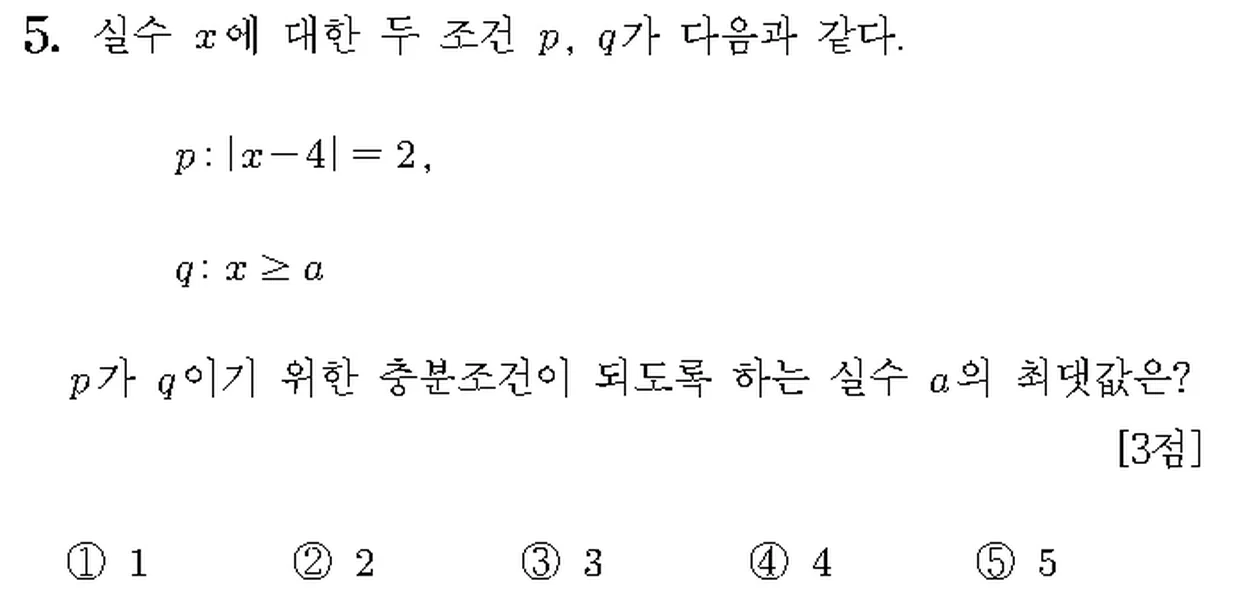 5. 실수 x에 대한 두 조건 p, q가 다음과 같다.
p : |x-4| = 2,
q : x ≥ a
p가 q이기 위한 충분조건이 되도록 하는 실수 a의 최댓값은?
[3점]
① 1 ② 2 ③ 3 ④ 4 ⑤ 5